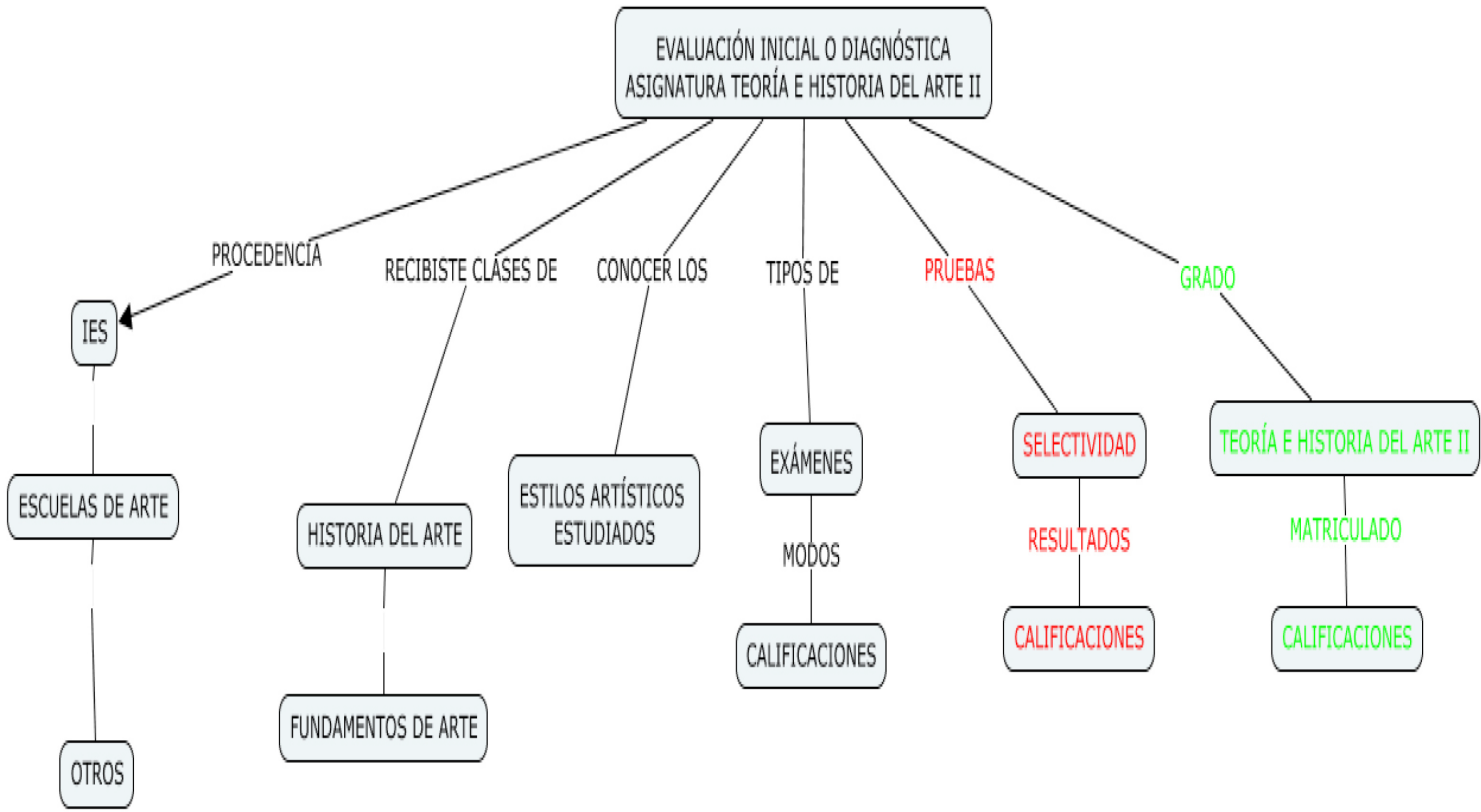 EVALUACIÓN INICIAL O DIAGNÓSTICA
ASIGNATURA TEORÍA E HISTORIA DEL ARTE II
PROCEDENCIA
IES
ESCUELAS DE ARTE
OTROS
RECIBISTE CLASES DE
HISTORIA DEL ARTE
FUNDAMENTOS DE ARTE
CONOCER LOS
ESTILOS ARTÍSTICOS
ESTUDIADOS
TIPOS DE
EXÁMENES
MODOS
CALIFICACIONES
PRUEBAS
SELECTIVIDAD
RESULTADOS
CALIFICACIONES
GRADO
TEORÍA E HISTORIA DEL ARTE II
MATRICULADO
CALIFICACIONES